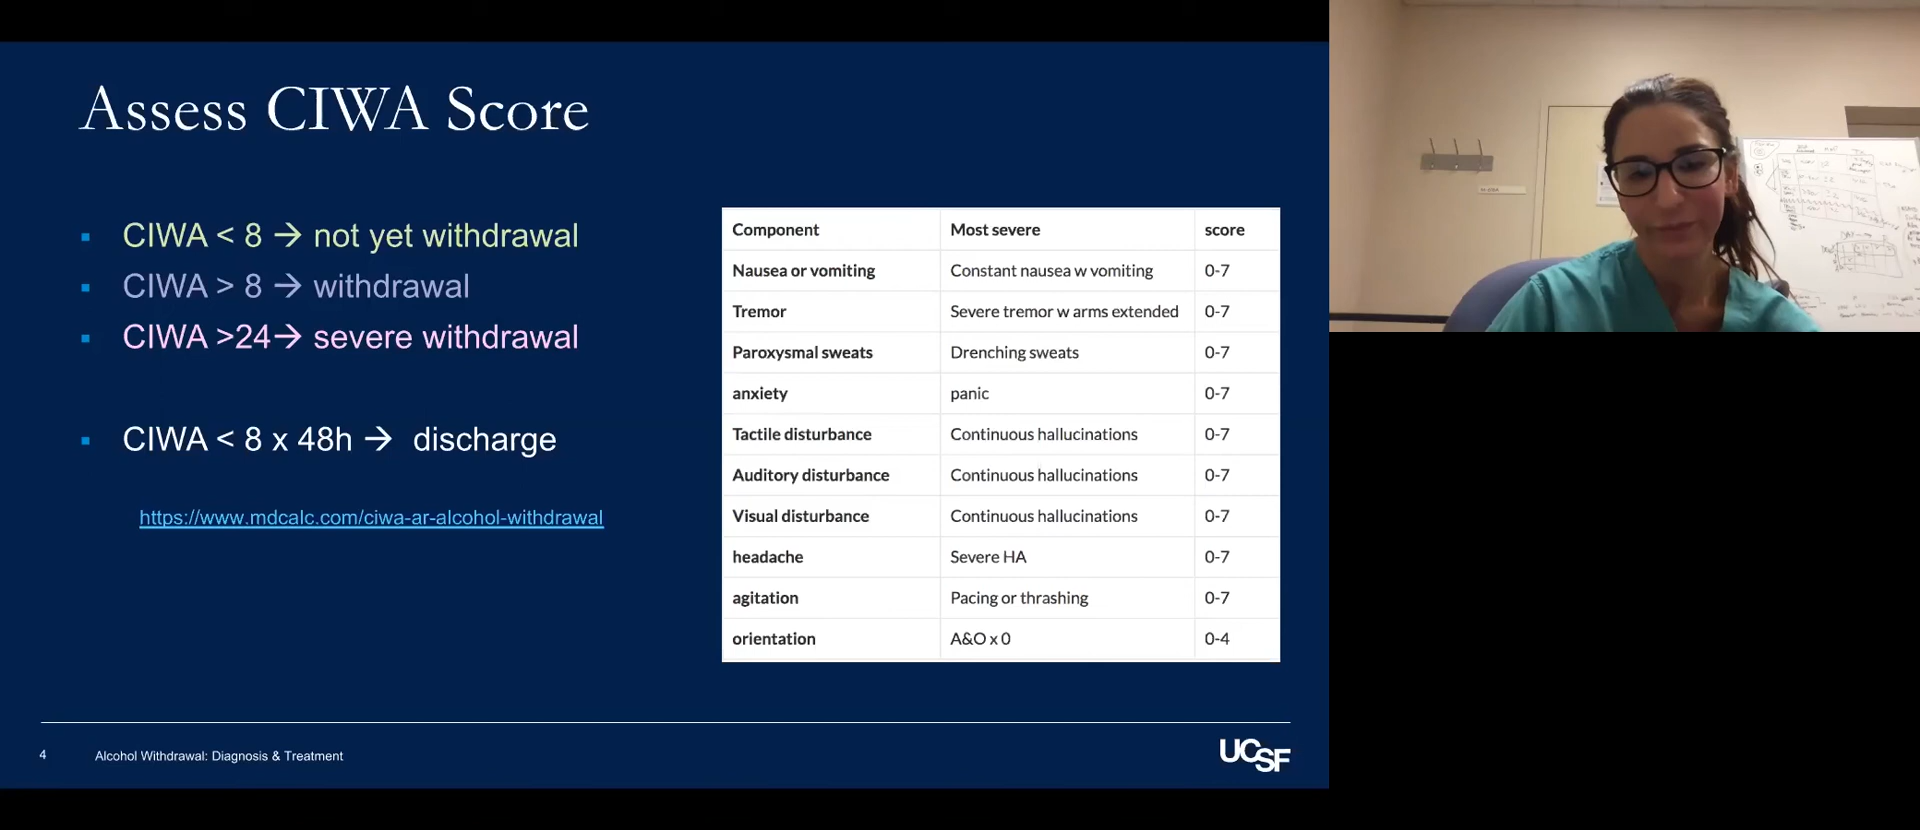 Assess CIWA Score
▪ CIWA < 8 → not yet withdrawal
▪ CIWA > 8 → withdrawal
▪ CIWA >24→ severe withdrawal
▪ CIWA < 8 x 48h → discharge
https://www.mdcalc.com/ciwa-ar-alcohol-withdrawal
Component Most severe score
Nausea or vomiting Constant nausea w vomiting 0-7
Tremor Severe tremor w arms extended 0-7
Paroxysmal sweats Drenching sweats 0-7
anxiety panic 0-7
Tactile disturbance Continuous hallucinations 0-7
Auditory disturbance Continuous hallucinations 0-7
Visual disturbance Continuous hallucinations 0-7
headache Severe HA 0-7
agitation Pacing or thrashing 0-7
orientation A&O x 0 0-4
4 Alcohol Withdrawal: Diagnosis & Treatment
UCSF